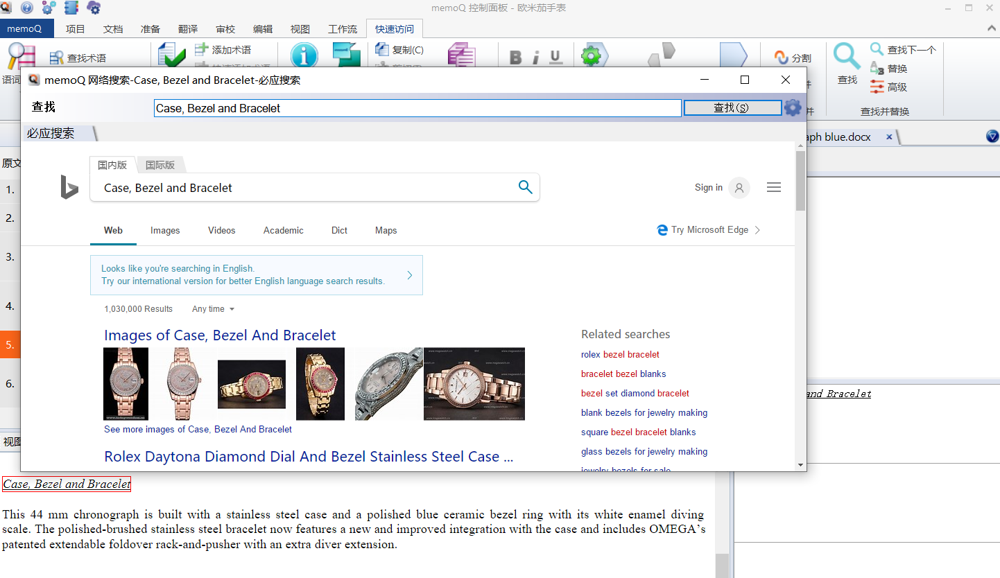 memoQ 控制面板 - 欧米茄手表
memoQ 项目 文档 准备 翻译 审校 编辑 视图 工作流 快速访问
查找术语
添加术语
复制(C)
B i U
分割
查找
查找下一个
替换
高级
查找并替换
语词
memoQ 网络搜索-Case, Bezel and Bracelet-必应搜索
查找 Case, Bezel and Bracelet 查找(S)
必应搜索
aph blue.docx
原文
1.
2.
3.
4.
5.
6.
国内版 国际版
Case, Bezel and Bracelet
Sign in
Web Images Videos Academic Dict Maps
Try Microsoft Edge
Looks like you're searching in English.
Try our international version for better English language search results.
1,030,000 Results Any time
Images of Case, Bezel And Bracelet
See more images of Case, Bezel And Bracelet
Rolex Daytona Diamond Dial And Bezel Stainless Steel Case ...
Related searches
rolex bezel bracelet
bracelet bezel blanks
bezel set diamond bracelet
blank bezels for jewelry making
square bezel bracelet blanks
glass bezels for jewelry making
jewelry bezels for sale
and Bracelet
视图
Case, Bezel and Bracelet
This 44 mm chronograph is built with a stainless steel case and a polished blue ceramic bezel ring with its white enamel diving
scale. The polished-brushed stainless steel bracelet now features a new and improved integration with the case and includes OMEGA's
patented extendable foldover rack-and-pusher with an extra diver extension.